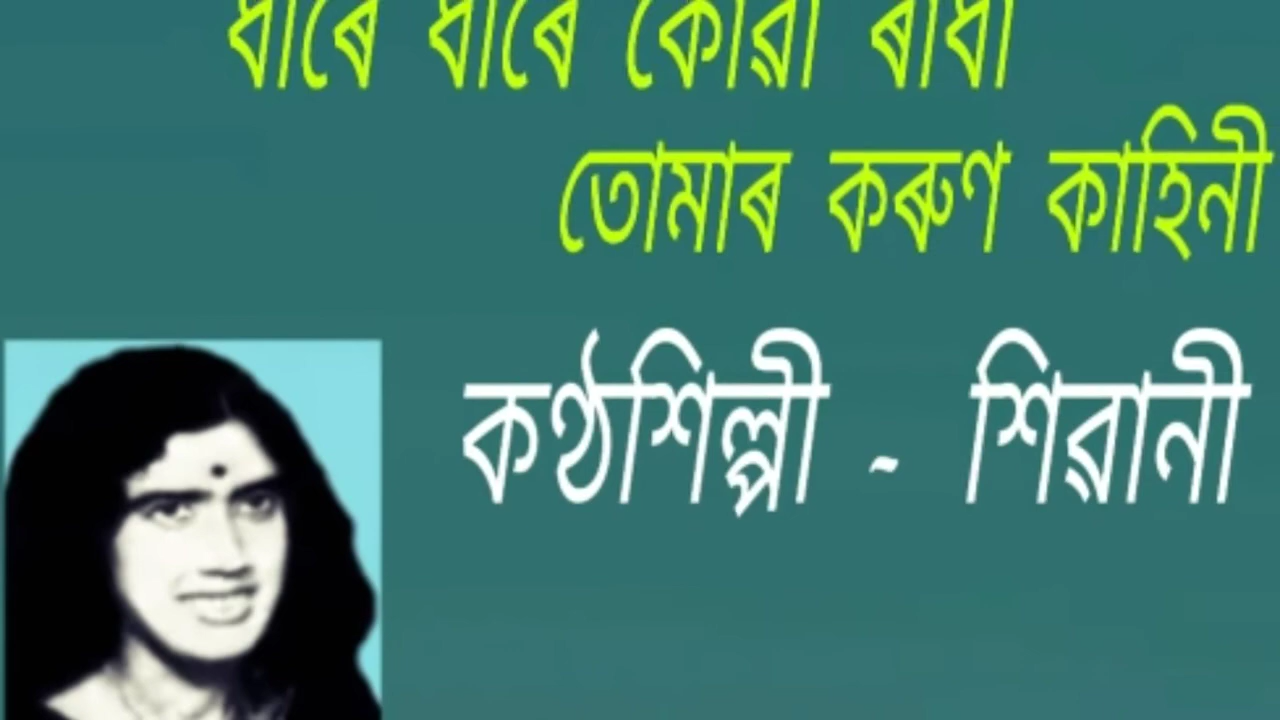 ধীৰে ধীৰে কোৱা ৰাধা
তোমাৰ কৰুণ কাহিনী
কণ্ঠশিল্পী - শিৱানী